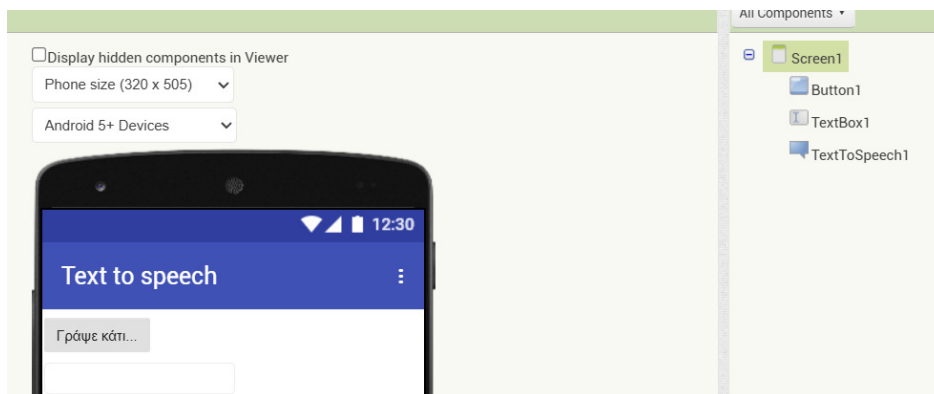 All Components
Display hidden components in Viewer
Phone size (320 x 505)
Android 5+ Devices
12:30
Text to speech
Γράψε κάτι...
Screen1
Button1
TextBox1
TextToSpeech1